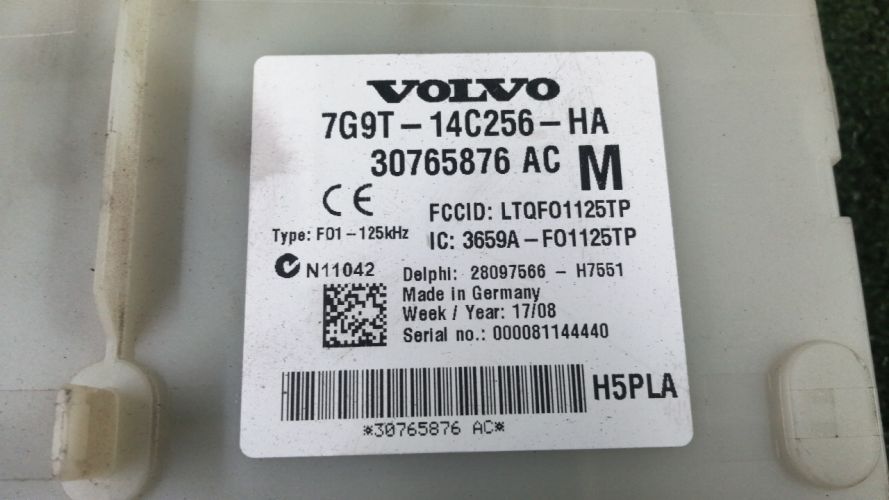 VOLVO
7G9T-14C256-HA
30765876 AC M
CE
FCCID: LTQFO1125TP
Type: F01-125kHz
IC: 3659A-FO1125TP
N11042
Delphi: 28097566 - H7551
Made in Germany
Week / Year: 17/08
Serial no.: 000081144440
H5PLA
*30765876 AC*